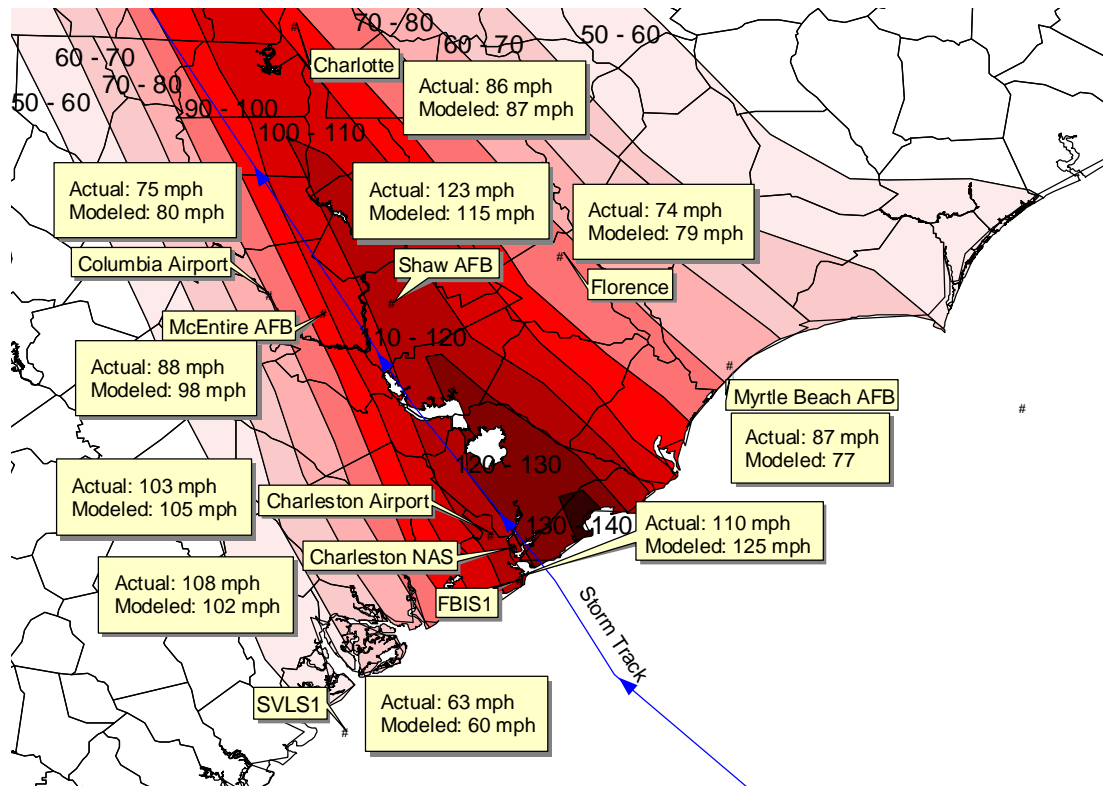 70 - 80
60 - 70
50 - 60
60 - 70
70 - 80
50 - 60
90 - 100
100 - 110
Charlotte
Actual: 86 mph
Modeled: 87 mph
Actual: 75 mph
Modeled: 80 mph
Actual: 123 mph
Modeled: 115 mph
Actual: 74 mph
Modeled: 79 mph
Columbia Airport
Shaw AFB
Florence
McEntire AFB
110 - 120
Actual: 88 mph
Modeled: 98 mph
Myrtle Beach AFB
Actual: 87 mph
Modeled: 77
120 - 130
Actual: 103 mph
Modeled: 105 mph
Charleston Airport
130 - 140
Actual: 110 mph
Modeled: 125 mph
Charleston NAS
Actual: 108 mph
Modeled: 102 mph
FBIS1
Storm Track
SVLS1
Actual: 63 mph
Modeled: 60 mph